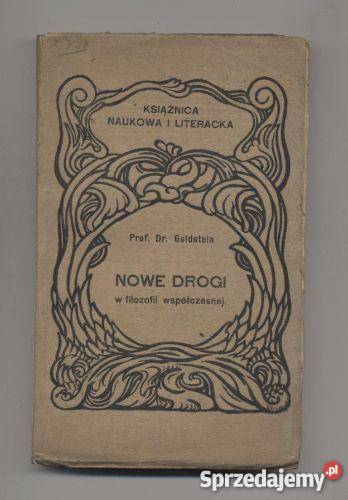 KSIĄŻNICA
NAUKOWA I LITERACKA
Prof. Dr. Goldstein
NOWE DROGI
w filozofii współczesnej.
Sprzedajemy.pl